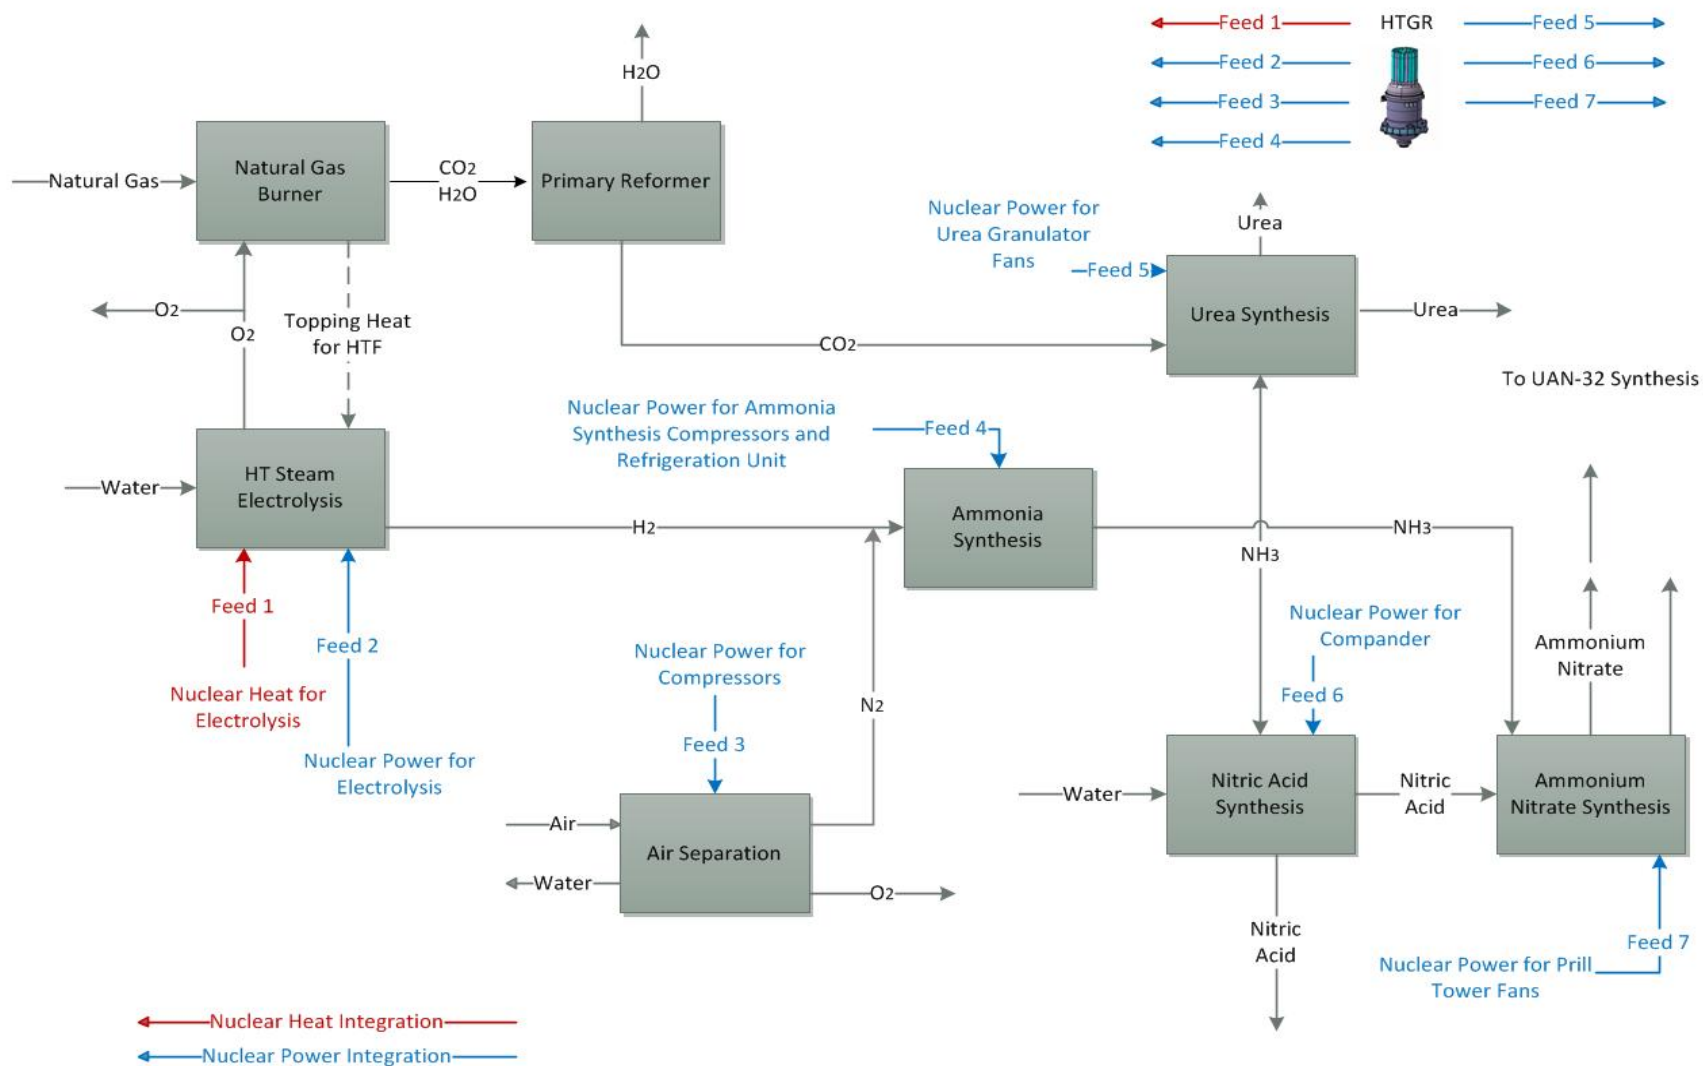 Feed 1
HTGR
Feed 5
Feed 2
Feed 6
Feed 3
Feed 7
Feed 4
H2O
Natural Gas
Natural Gas
Burner
CO2
H2O
Primary Reformer
Nuclear Power for
Urea Granulator
Fans
Feed 5
Urea
Urea Synthesis
Urea
O2
O2
Topping Heat
for HTF
CO2
To UAN-32 Synthesis
Nuclear Power for Ammonia
Synthesis Compressors and
Refrigeration Unit
Feed 4
Water
HT Steam
Electrolysis
H2
Ammonia
Synthesis
NH3
NH3
Feed 1
Feed 2
Nuclear Heat for
Electrolysis
Nuclear Power for
Electrolysis
Nuclear Power for
Compressors
Feed 3
N2
Nuclear Power for
Compander
Feed 6
Ammonium
Nitrate
Air
Water
Air Separation
O2
Water
Nitric Acid
Synthesis
Nitric
Acid
Ammonium
Nitrate Synthesis
Nitric
Acid
Feed 7
Nuclear Power for Prill
Tower Fans
Nuclear Heat Integration
Nuclear Power Integration